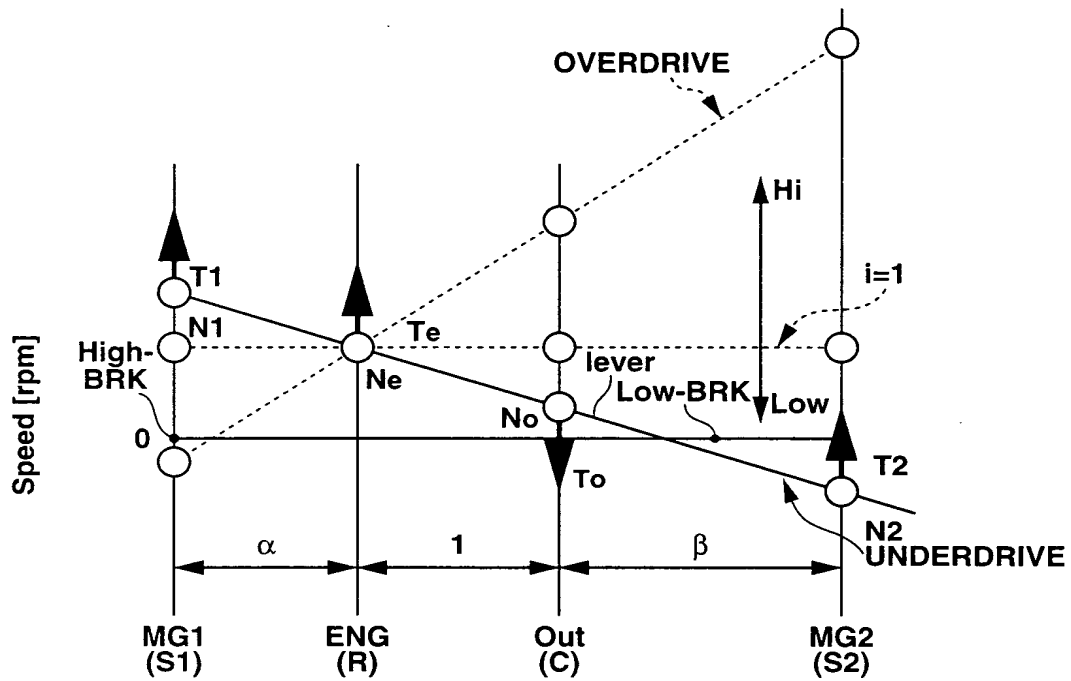 OVERDRIVE
Hi
T1
i=1
N1
Te
High-
BRK
lever
Ne
Low-BRK
Low
No
0
T2
To
N2
UNDERDRIVE
α
1
β
Speed [rpm]
MG1
(S1)
ENG
(R)
Out
(C)
MG2
(S2)